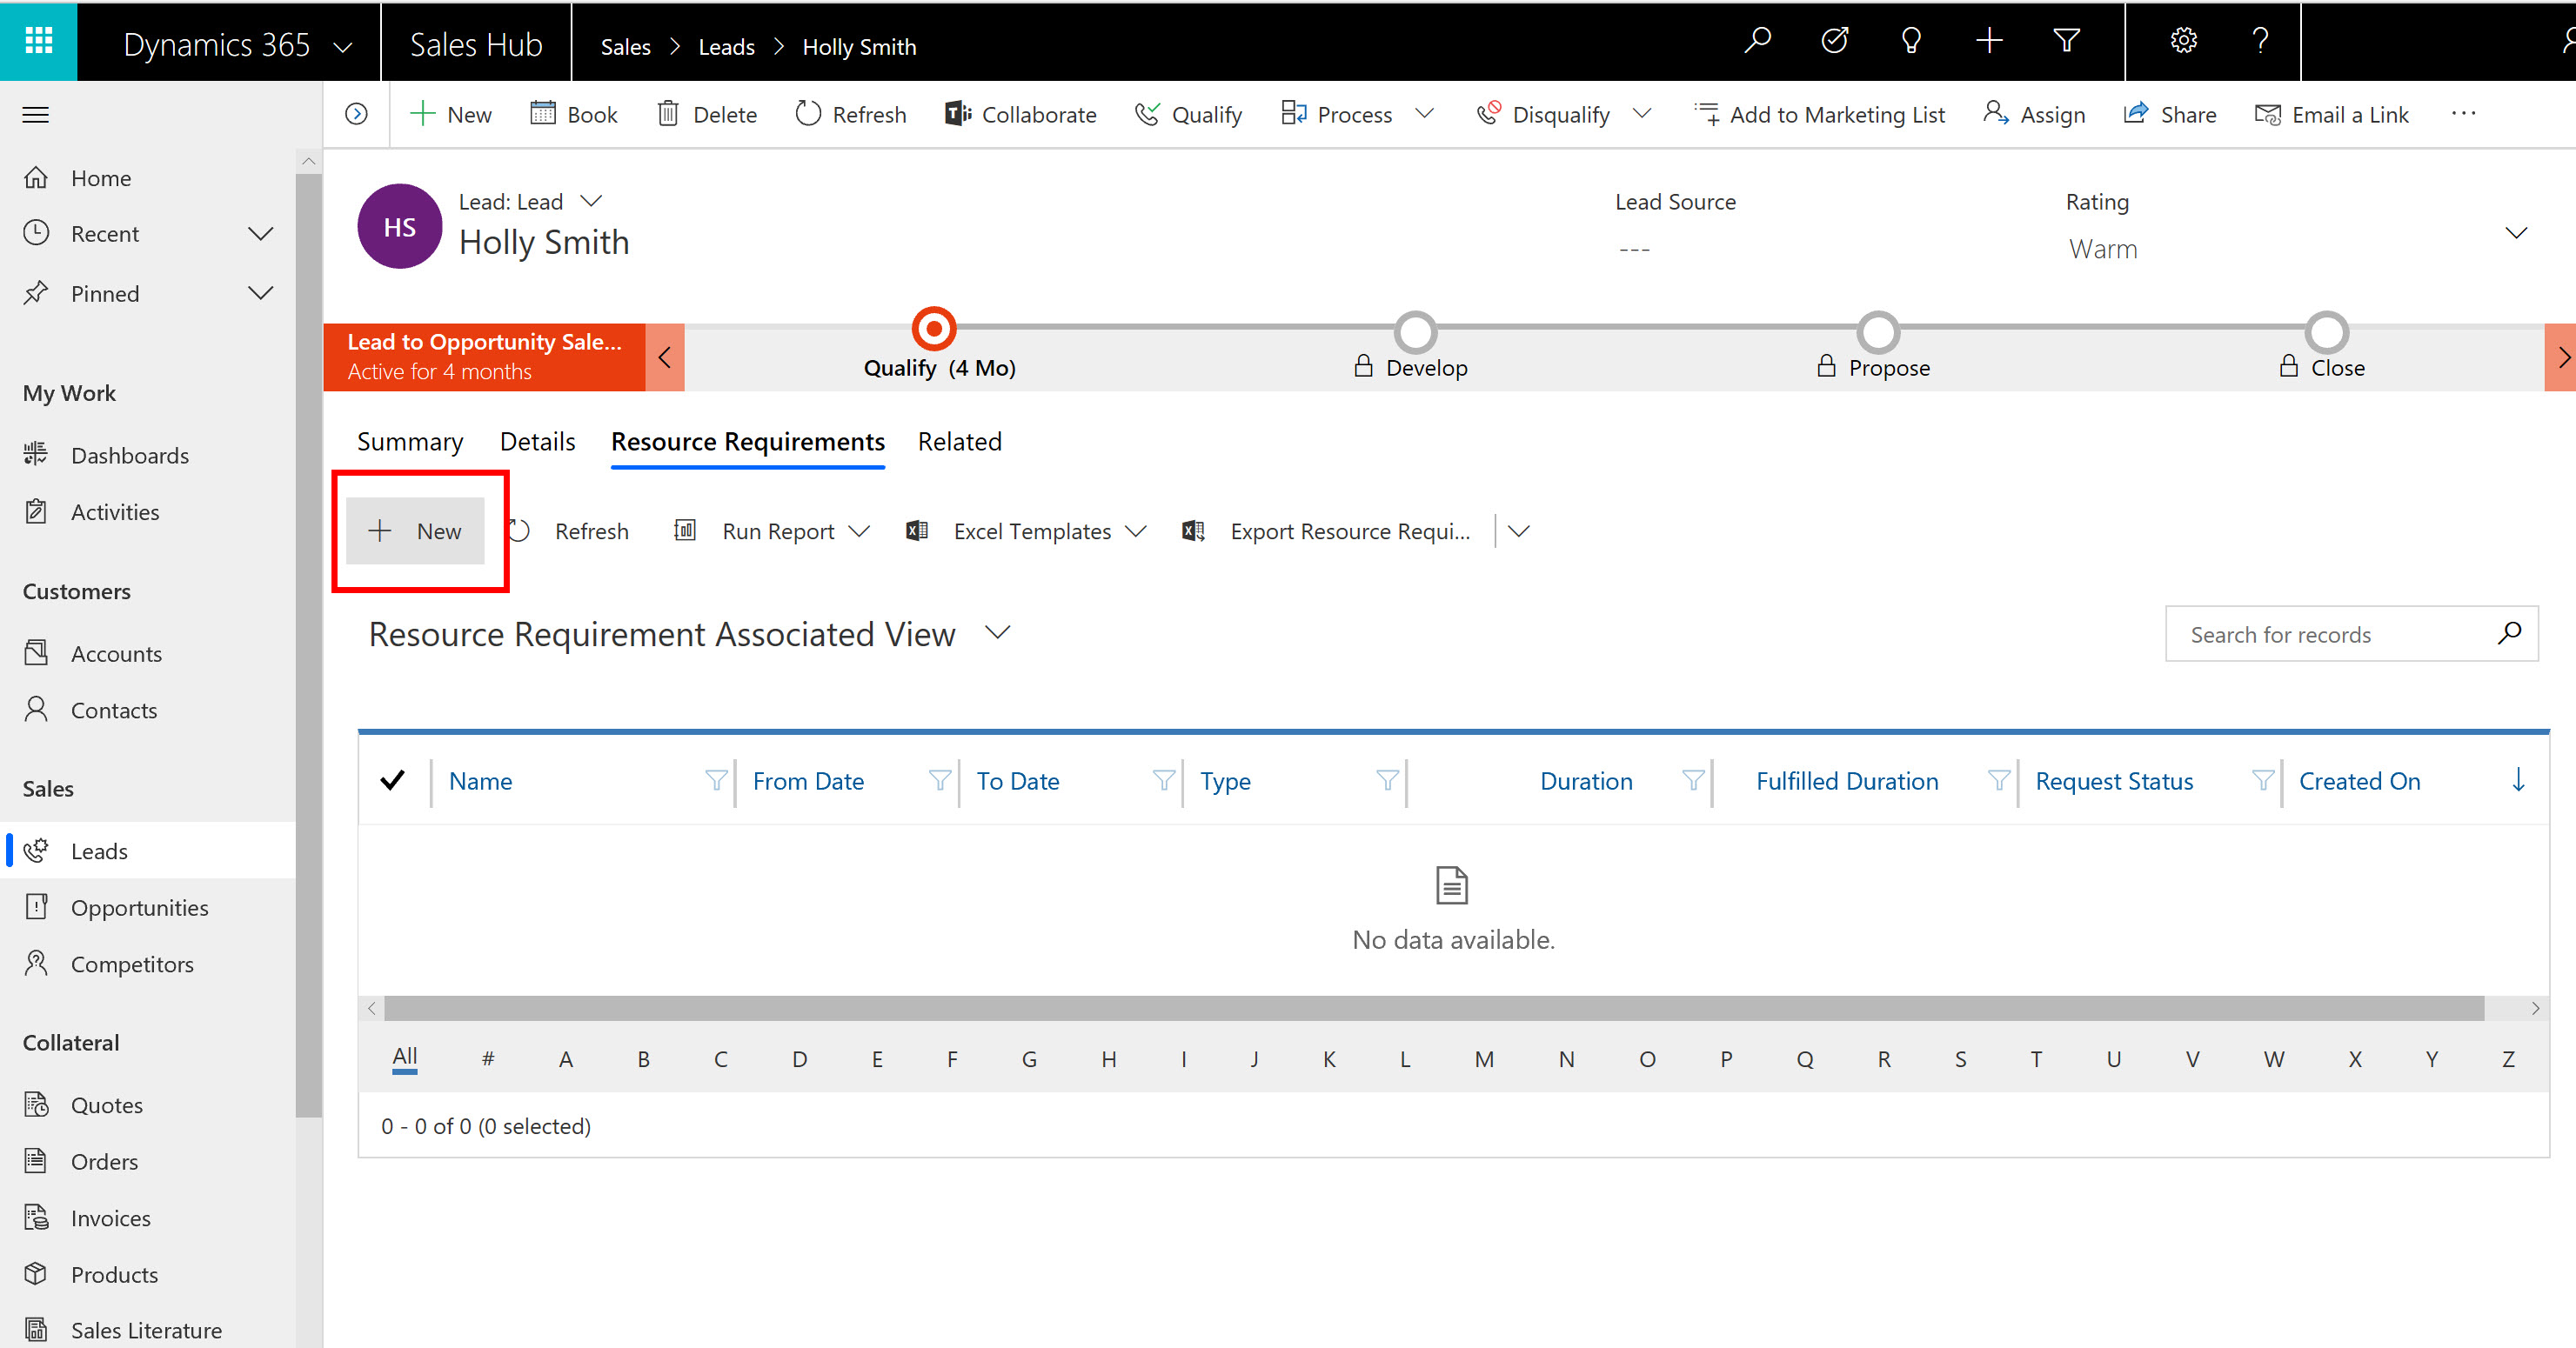 Dynamics 365
Sales Hub
Sales > Leads > Holly Smith
New
Book
Delete
Refresh
Collaborate
Qualify
Process
Disqualify
Add to Marketing List
Assign
Share
Email a Link
Home
Recent
Pinned
My Work
Dashboards
Activities
Customers
Accounts
Contacts
Sales
Leads
Opportunities
Competitors
Collateral
Quotes
Orders
Invoices
Products
Sales Literature
HS
Lead: Lead
Holly Smith
Lead Source
---
Rating
Warm
Lead to Opportunity Sale...
Active for 4 months
Qualify (4 Mo)
Develop
Propose
Close
Summary
Details
Resource Requirements
Related
New
Refresh
Run Report
Excel Templates
Export Resource Requi...
Resource Requirement Associated View
Search for records
Name
From Date
To Date
Type
Duration
Fulfilled Duration
Request Status
Created On
No data available.
All # A B C D E F G H I J K L M N O P Q R S T U V W X Y Z
0 - 0 of 0 (0 selected)